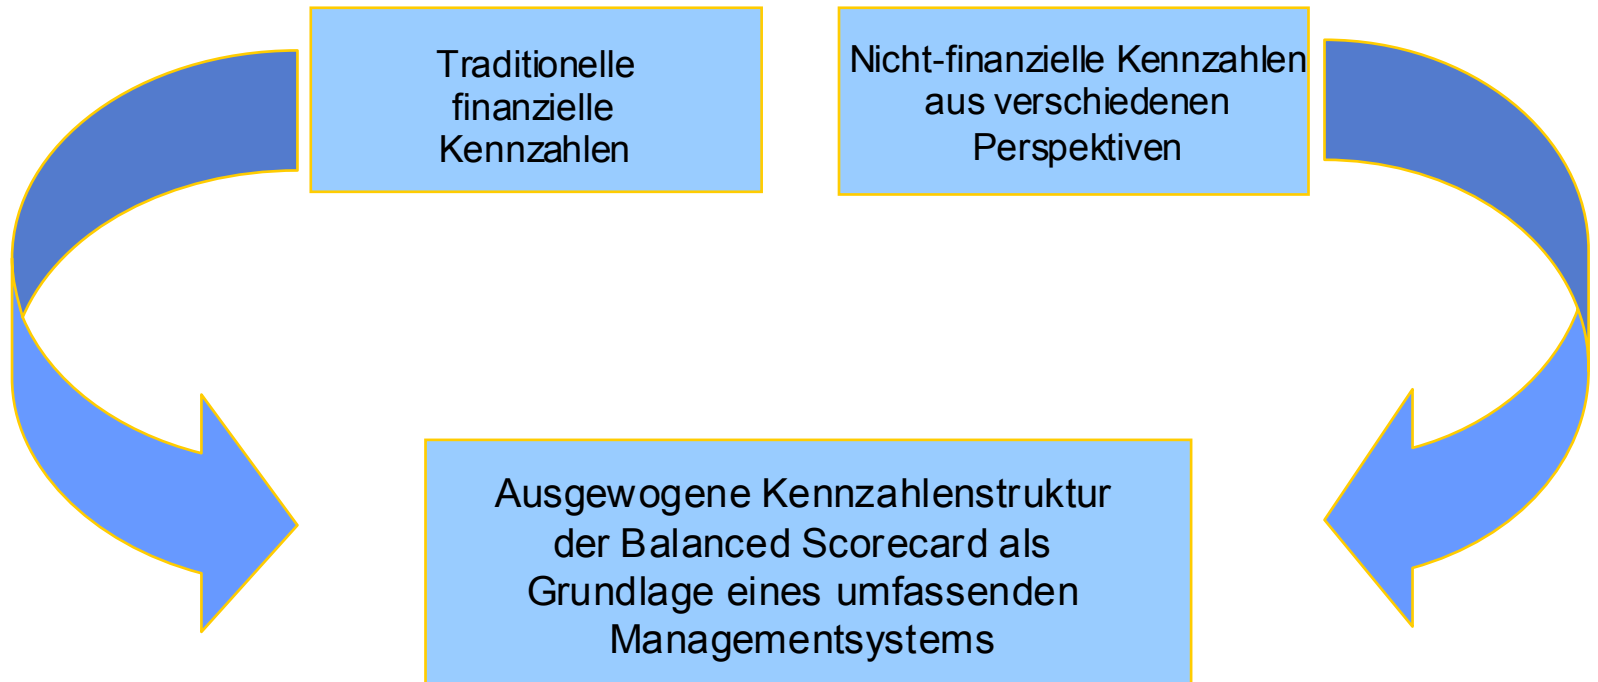 Traditionelle
finanzielle
Kennzahlen
Nicht-finanzielle Kennzahlen
aus verschiedenen
Perspektiven
Ausgewogene Kennzahlenstruktur
der Balanced Scorecard als
Grundlage eines umfassenden
Managementsystems